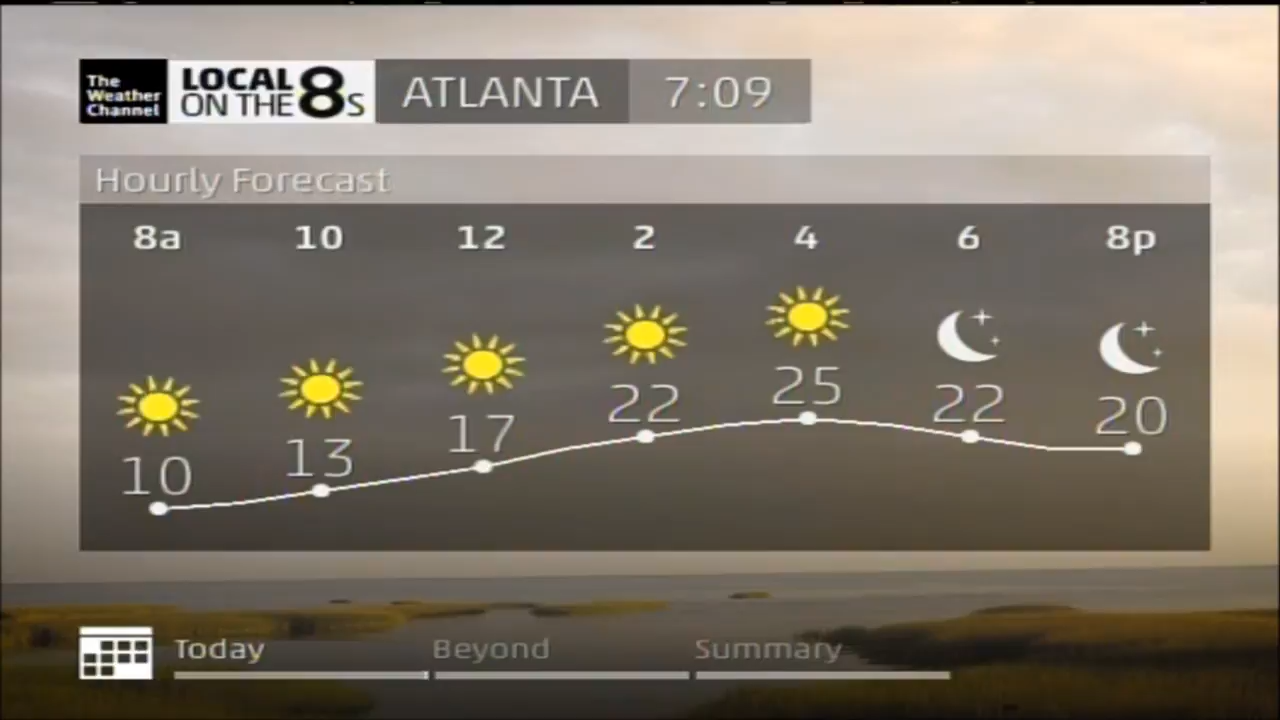 The
Weather
Channel
LOCAL
ON THE 8s
ATLANTA 7:09
Hourly Forecast
8a 10 12 2 4 6 8p
10 13 17 22 25 22 20
Today Beyond Summary